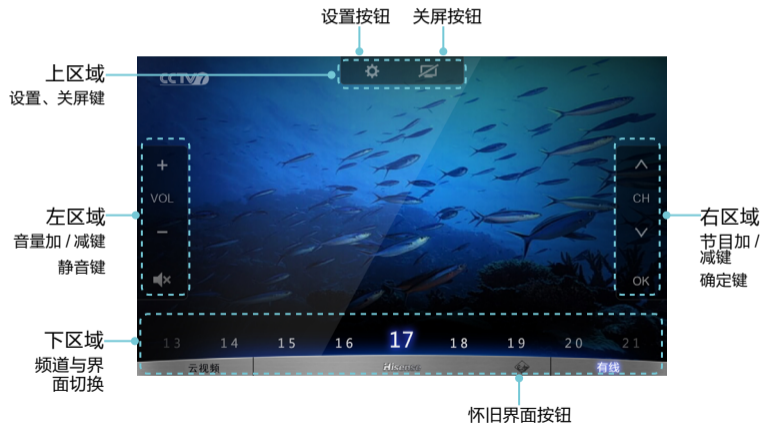 设置按钮 关屏按钮
上区域
设置、关屏键
CCTV7
+
VOL
−
左区域
音量加 / 减键
静音键
CH
OK
右区域
节目加 /
减键
确定键
下区域
频道与界
面切换
13 14 15 16 17 18 19 20 21
云视频 Hisense 有线
怀旧界面按钮